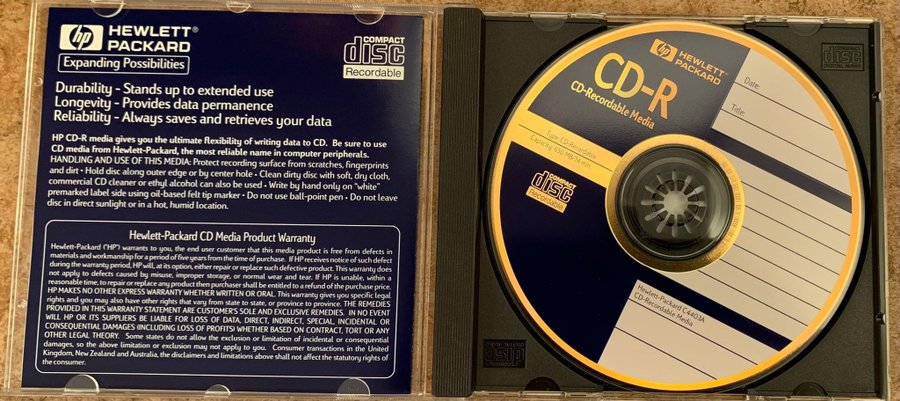 hp HEWLETT®
PACKARD
Expanding Possibilities
COMPACT
disc
Recordable
Durability - Stands up to extended use
Longevity - Provides data permanence
Reliability - Always saves and retrieves your data
HP CD-R media gives you the ultimate flexibility of writing data to CD. Be sure to use
CD media from Hewlett-Packard, the most reliable name in computer peripherals.
HANDLING AND USE OF THIS MEDIA: Protect recording surface from scratches, fingerprints
and dirt • Hold disc along outer edge or by center hole • Clean dirty disc with soft, dry cloth,
commercial CD cleaner or ethyl alcohol can also be used • Write by hand only on "white"
premarked label side using oil-based felt tip marker • Do not use ball-point pen • Do not leave
disc in direct sunlight or in a hot, humid location.
Hewlett-Packard CD Media Product Warranty
Hewlett-Packard ("HP") warrants to you, the end user customer that this media product is free from defects in
materials and workmanship for a period of five years from the time of purchase. If HP receives notice of such defect
during the warranty period, HP will, at its option, either repair or replace such defective product. This warranty does
not apply to defects caused by misuse, improper storage, or normal wear and tear. If HP is unable, within a
reasonable time, to repair or replace any product then purchaser shall be entitled to a refund of the purchase price.
HP MAKES NO OTHER EXPRESS WARRANTY WHETHER WRITTEN OR ORAL. This warranty gives you specific legal
rights and you may also have other rights that vary from state to state, or province to province. THE REMEDIES
PROVIDED IN THIS WARRANTY STATEMENT ARE CUSTOMERS SOLE AND EXCLUSIVE REMEDIES. IN NO EVENT
WILL HP OR ITS SUPPLIERS BE LIABLE FOR LOSS OF DATA, DIRECT, INDIRECT, SPECIAL, INCIDENTAL OR
CONSEQUENTIAL DAMAGES (INCLUDING LOSS OF PROFITS) WHETHER BASED ON CONTRACT, TORT OR ANY
OTHER LEGAL THEORY. Some states do not allow the exclusion or limitation of incidental or consequential
damages, so the above limitation or exclusion may not apply to you. Consumer transactions in the United
Kingdom, New Zealand and Australia, the disclaimers and limitations above shall not affect the statutory rights of
the consumer.
hp HEWLETT®
PACKARD
CD-R
CD-Recordable Media
Date:
Title:
Type: CD-Recordable
Capacity: 650 MB/74 min.
COMPACT
disc
Recordable
Hewlett-Packard C4403A
CD-Recordable Media
COMPACT
disc
DIGITAL AUDIO